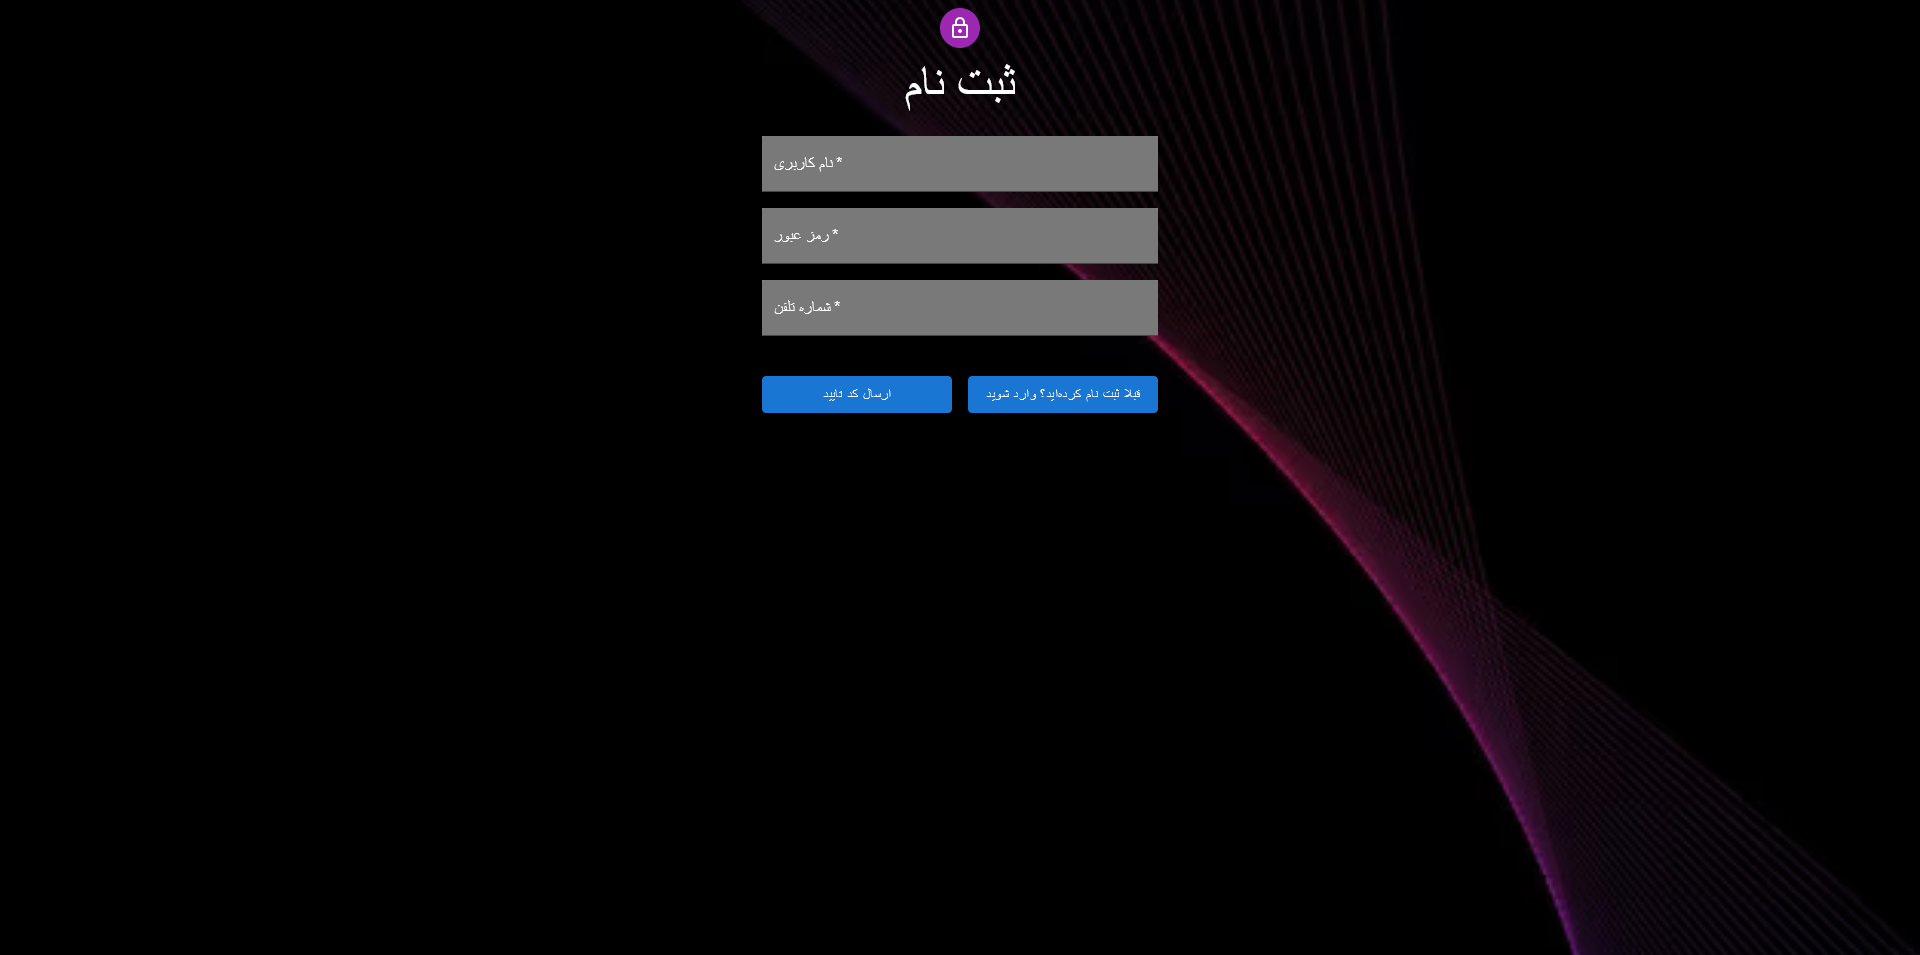 ثبت نام
نام کاربری *
رمز عبور *
شماره تلفن *
قبلا ثبت نام کرده‌اید؟ وارد شوید
ارسال کد تایید